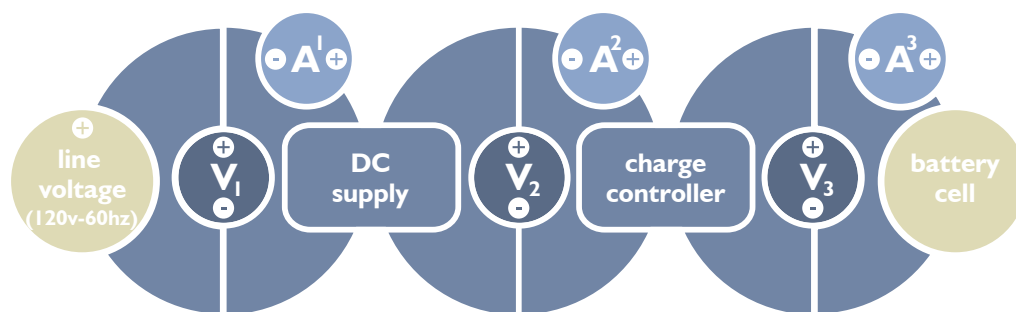 - A1 +
- A2 +
- A3 +
+
line
voltage
(120v-60hz)
+
V1
-
DC
supply
+
V2
-
charge
controller
+
V3
-
battery
cell